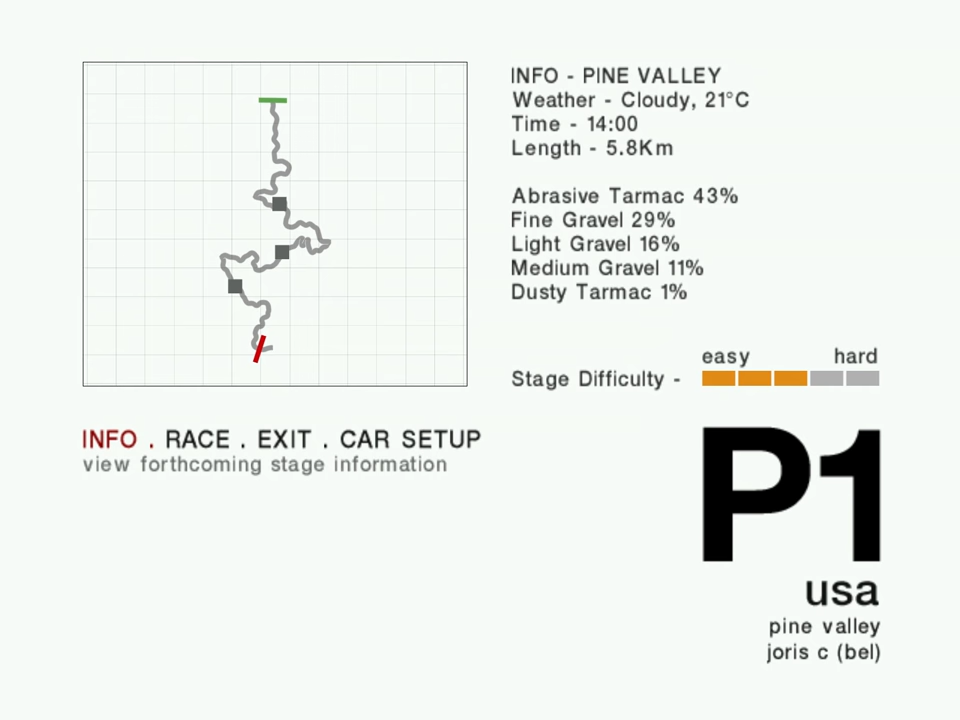 INFO - PINE VALLEY
Weather - Cloudy, 21°C
Time - 14:00
Length - 5.8Km
Abrasive Tarmac 43%
Fine Gravel 29%
Light Gravel 16%
Medium Gravel 11%
Dusty Tarmac 1%
easy hard
Stage Difficulty -
INFO . RACE . EXIT . CAR SETUP
view forthcoming stage information
P1
usa
pine valley
joris c (bel)